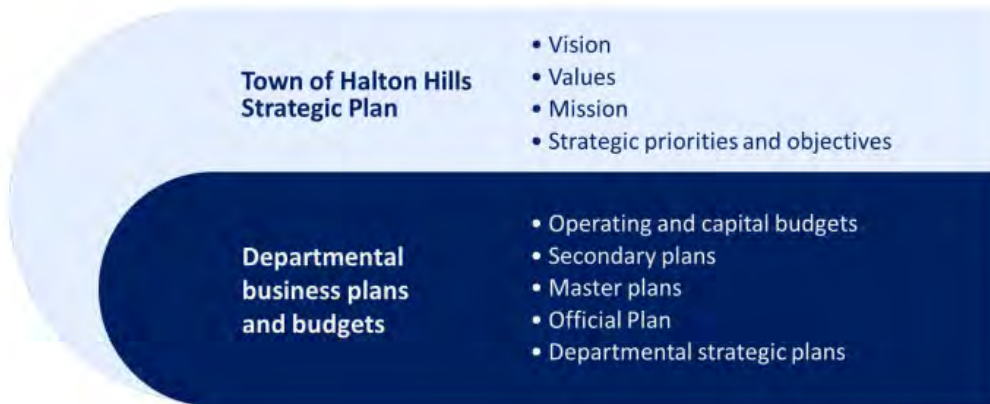 Town of Halton Hills
Strategic Plan
• Vision
• Values
• Mission
• Strategic priorities and objectives
Departmental
business plans
and budgets
• Operating and capital budgets
• Secondary plans
• Master plans
• Official Plan
• Departmental strategic plans